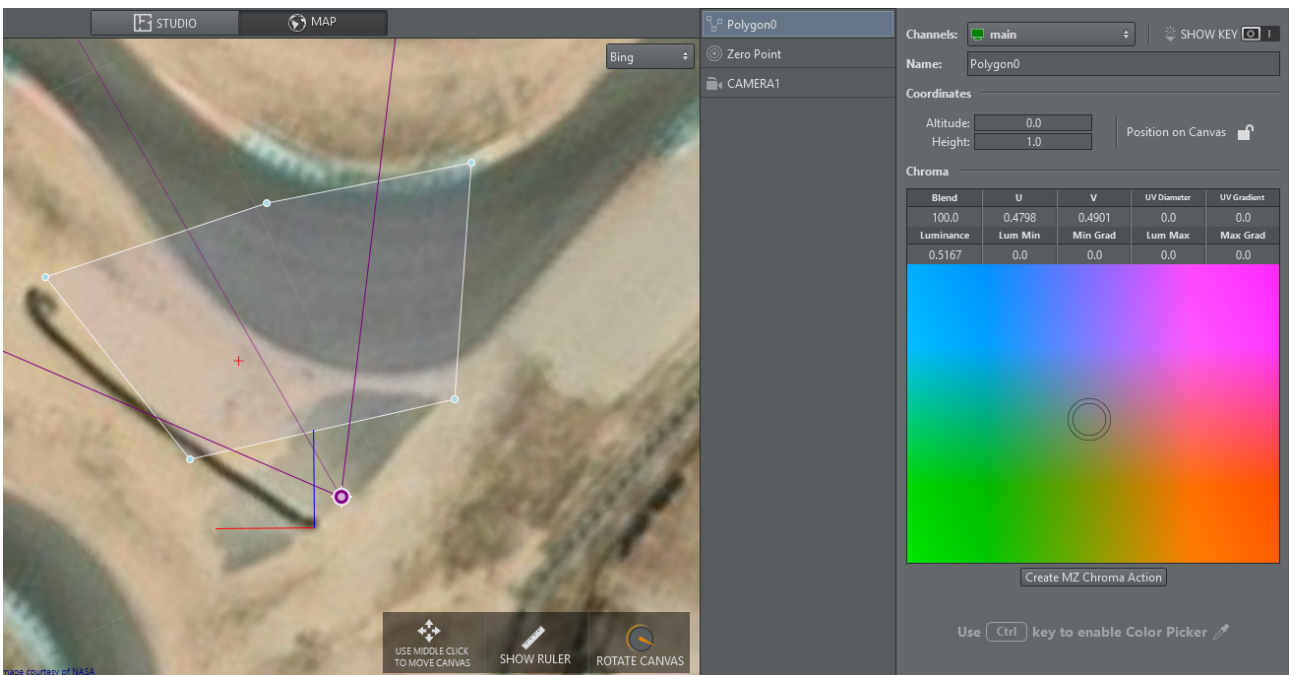 STUDIO
MAP
Bing
Polygon0
Zero Point
CAMERA1
Channels: main
SHOW KEY O I
Name: Polygon0
Coordinates
Altitude: 0.0
Height: 1.0
Position on Canvas
Chroma
Blend U V UV Diameter UV Gradient
100.0 0.4798 0.4901 0.0 0.0
Luminance Lum Min Min Grad Lum Max Max Grad
0.5167 0.0 0.0 0.0 0.0
Create MZ Chroma Action
Use Ctrl key to enable Color Picker
USE MIDDLE CLICK
TO MOVE CANVAS
SHOW RULER
ROTATE CANVAS
mage courtesy of NASA